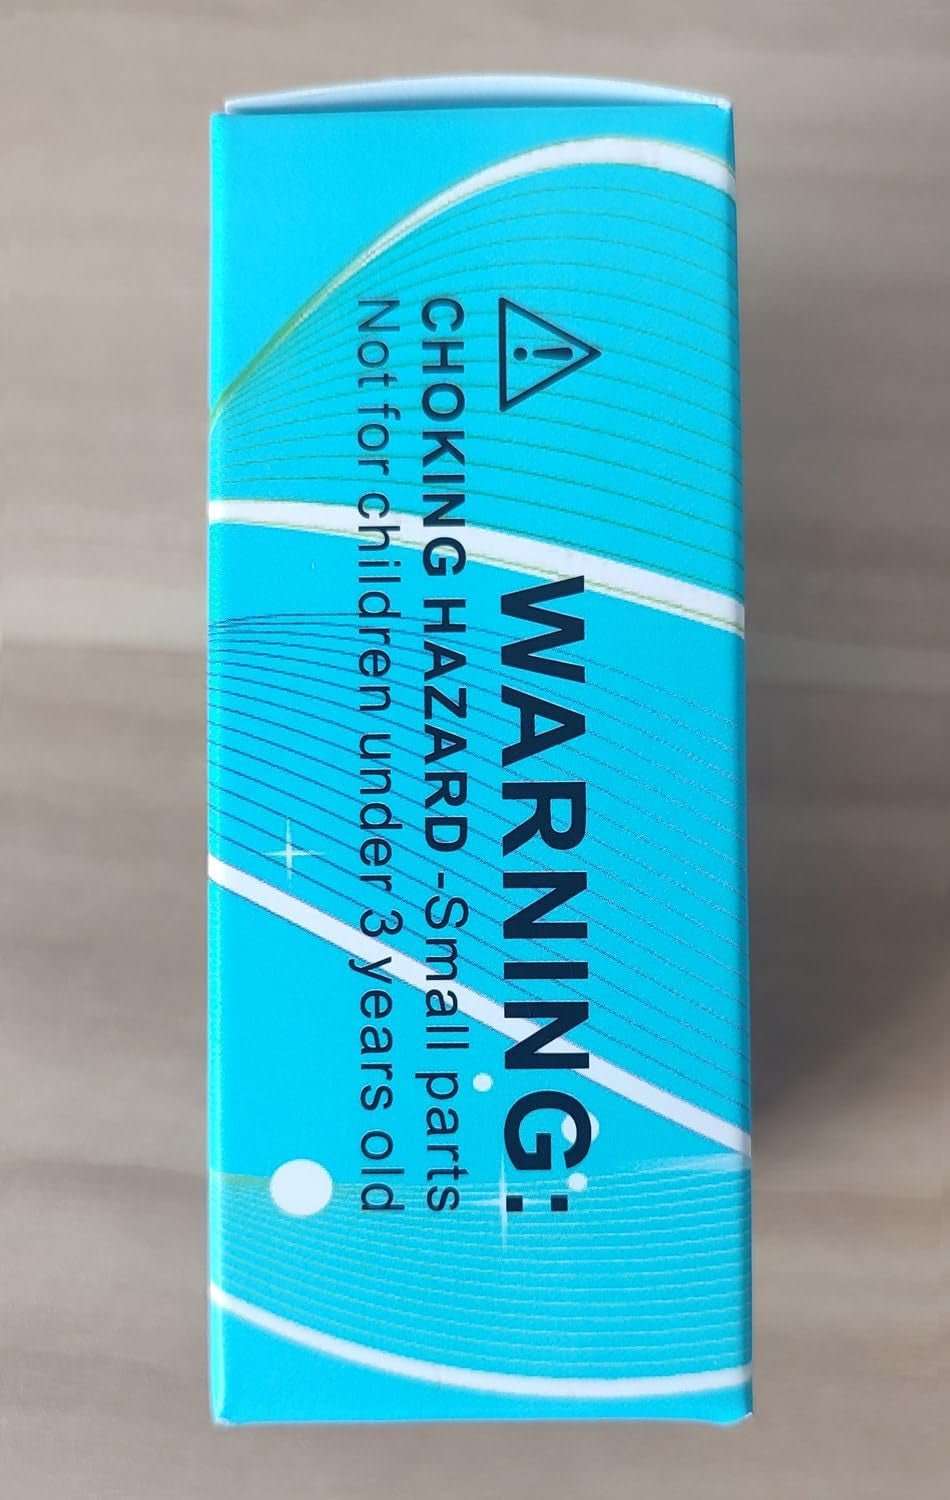 WARNING:
CHOKING HAZARD -Small parts
Not for children under 3 years old